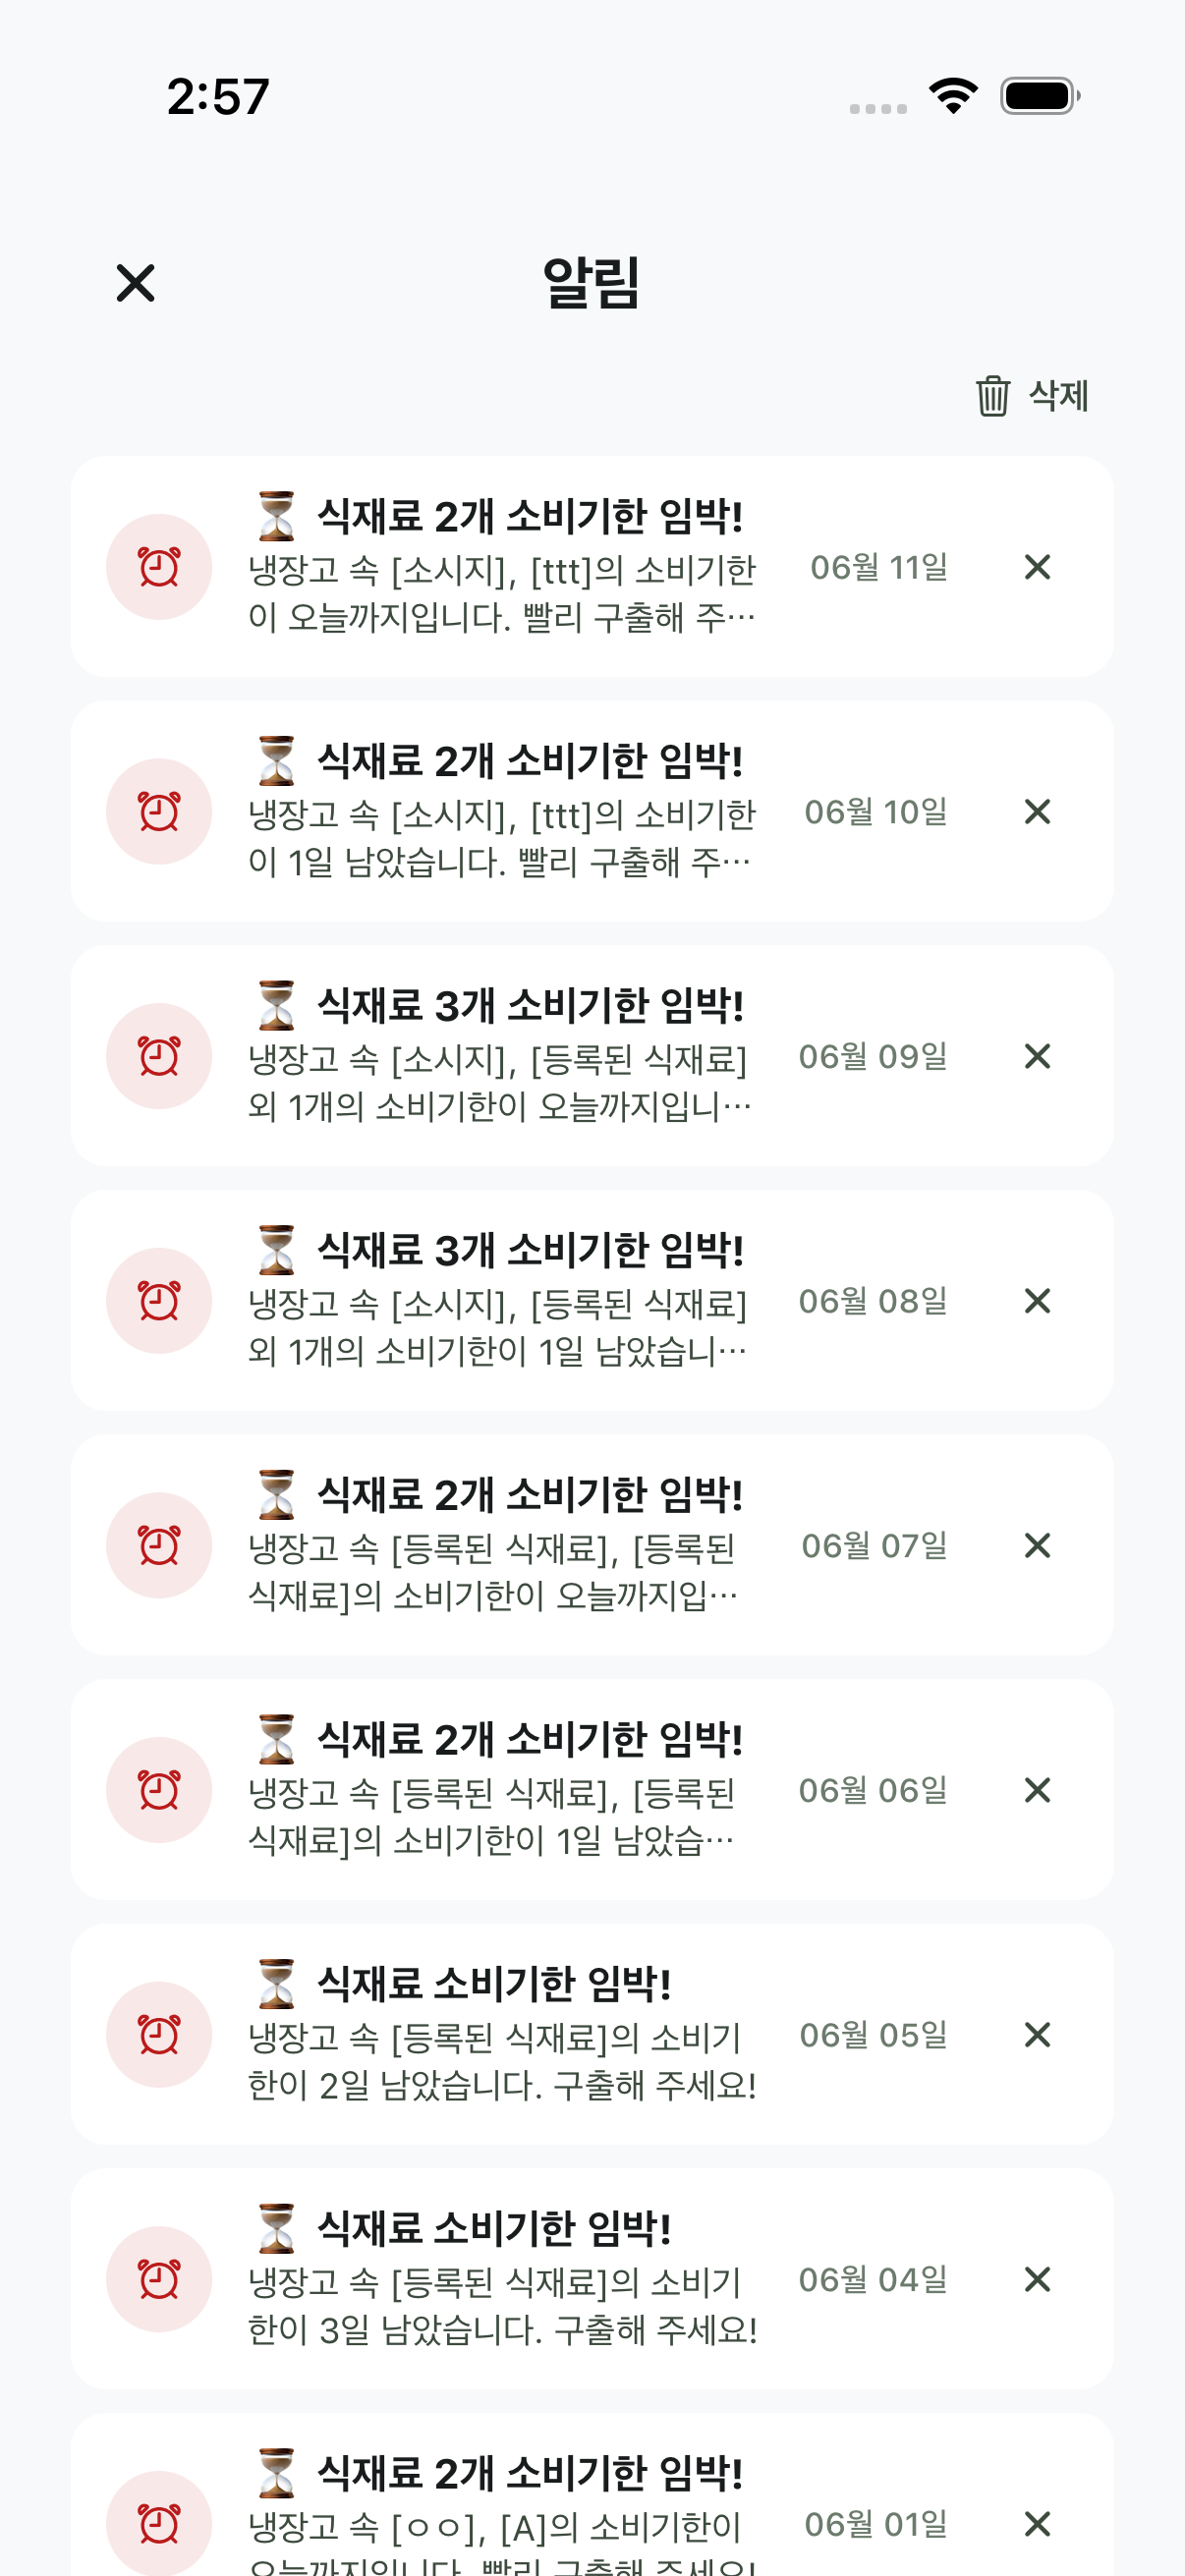 2:57
알림
삭제
⏳ 식재료 2개 소비기한 임박!
냉장고 속 [소시지], [ttt]의 소비기한
이 오늘까지입니다. 빨리 구출해 주…
06월 11일
⏳ 식재료 2개 소비기한 임박!
냉장고 속 [소시지], [ttt]의 소비기한
이 1일 남았습니다. 빨리 구출해 주…
06월 10일
⏳ 식재료 3개 소비기한 임박!
냉장고 속 [소시지], [등록된 식재료]
외 1개의 소비기한이 오늘까지입니…
06월 09일
⏳ 식재료 3개 소비기한 임박!
냉장고 속 [소시지], [등록된 식재료]
외 1개의 소비기한이 1일 남았습니…
06월 08일
⏳ 식재료 2개 소비기한 임박!
냉장고 속 [등록된 식재료], [등록된
식재료]의 소비기한이 오늘까지입…
06월 07일
⏳ 식재료 2개 소비기한 임박!
냉장고 속 [등록된 식재료], [등록된
식재료]의 소비기한이 1일 남았습…
06월 06일
⏳ 식재료 소비기한 임박!
냉장고 속 [등록된 식재료]의 소비기
한이 2일 남았습니다. 구출해 주세요!
06월 05일
⏳ 식재료 소비기한 임박!
냉장고 속 [등록된 식재료]의 소비기
한이 3일 남았습니다. 구출해 주세요!
06월 04일
⏳ 식재료 2개 소비기한 임박!
냉장고 속 [ㅇㅇ], [A]의 소비기한이
오늘까지입니다. 빨리 구출해 주세요!
06월 01일